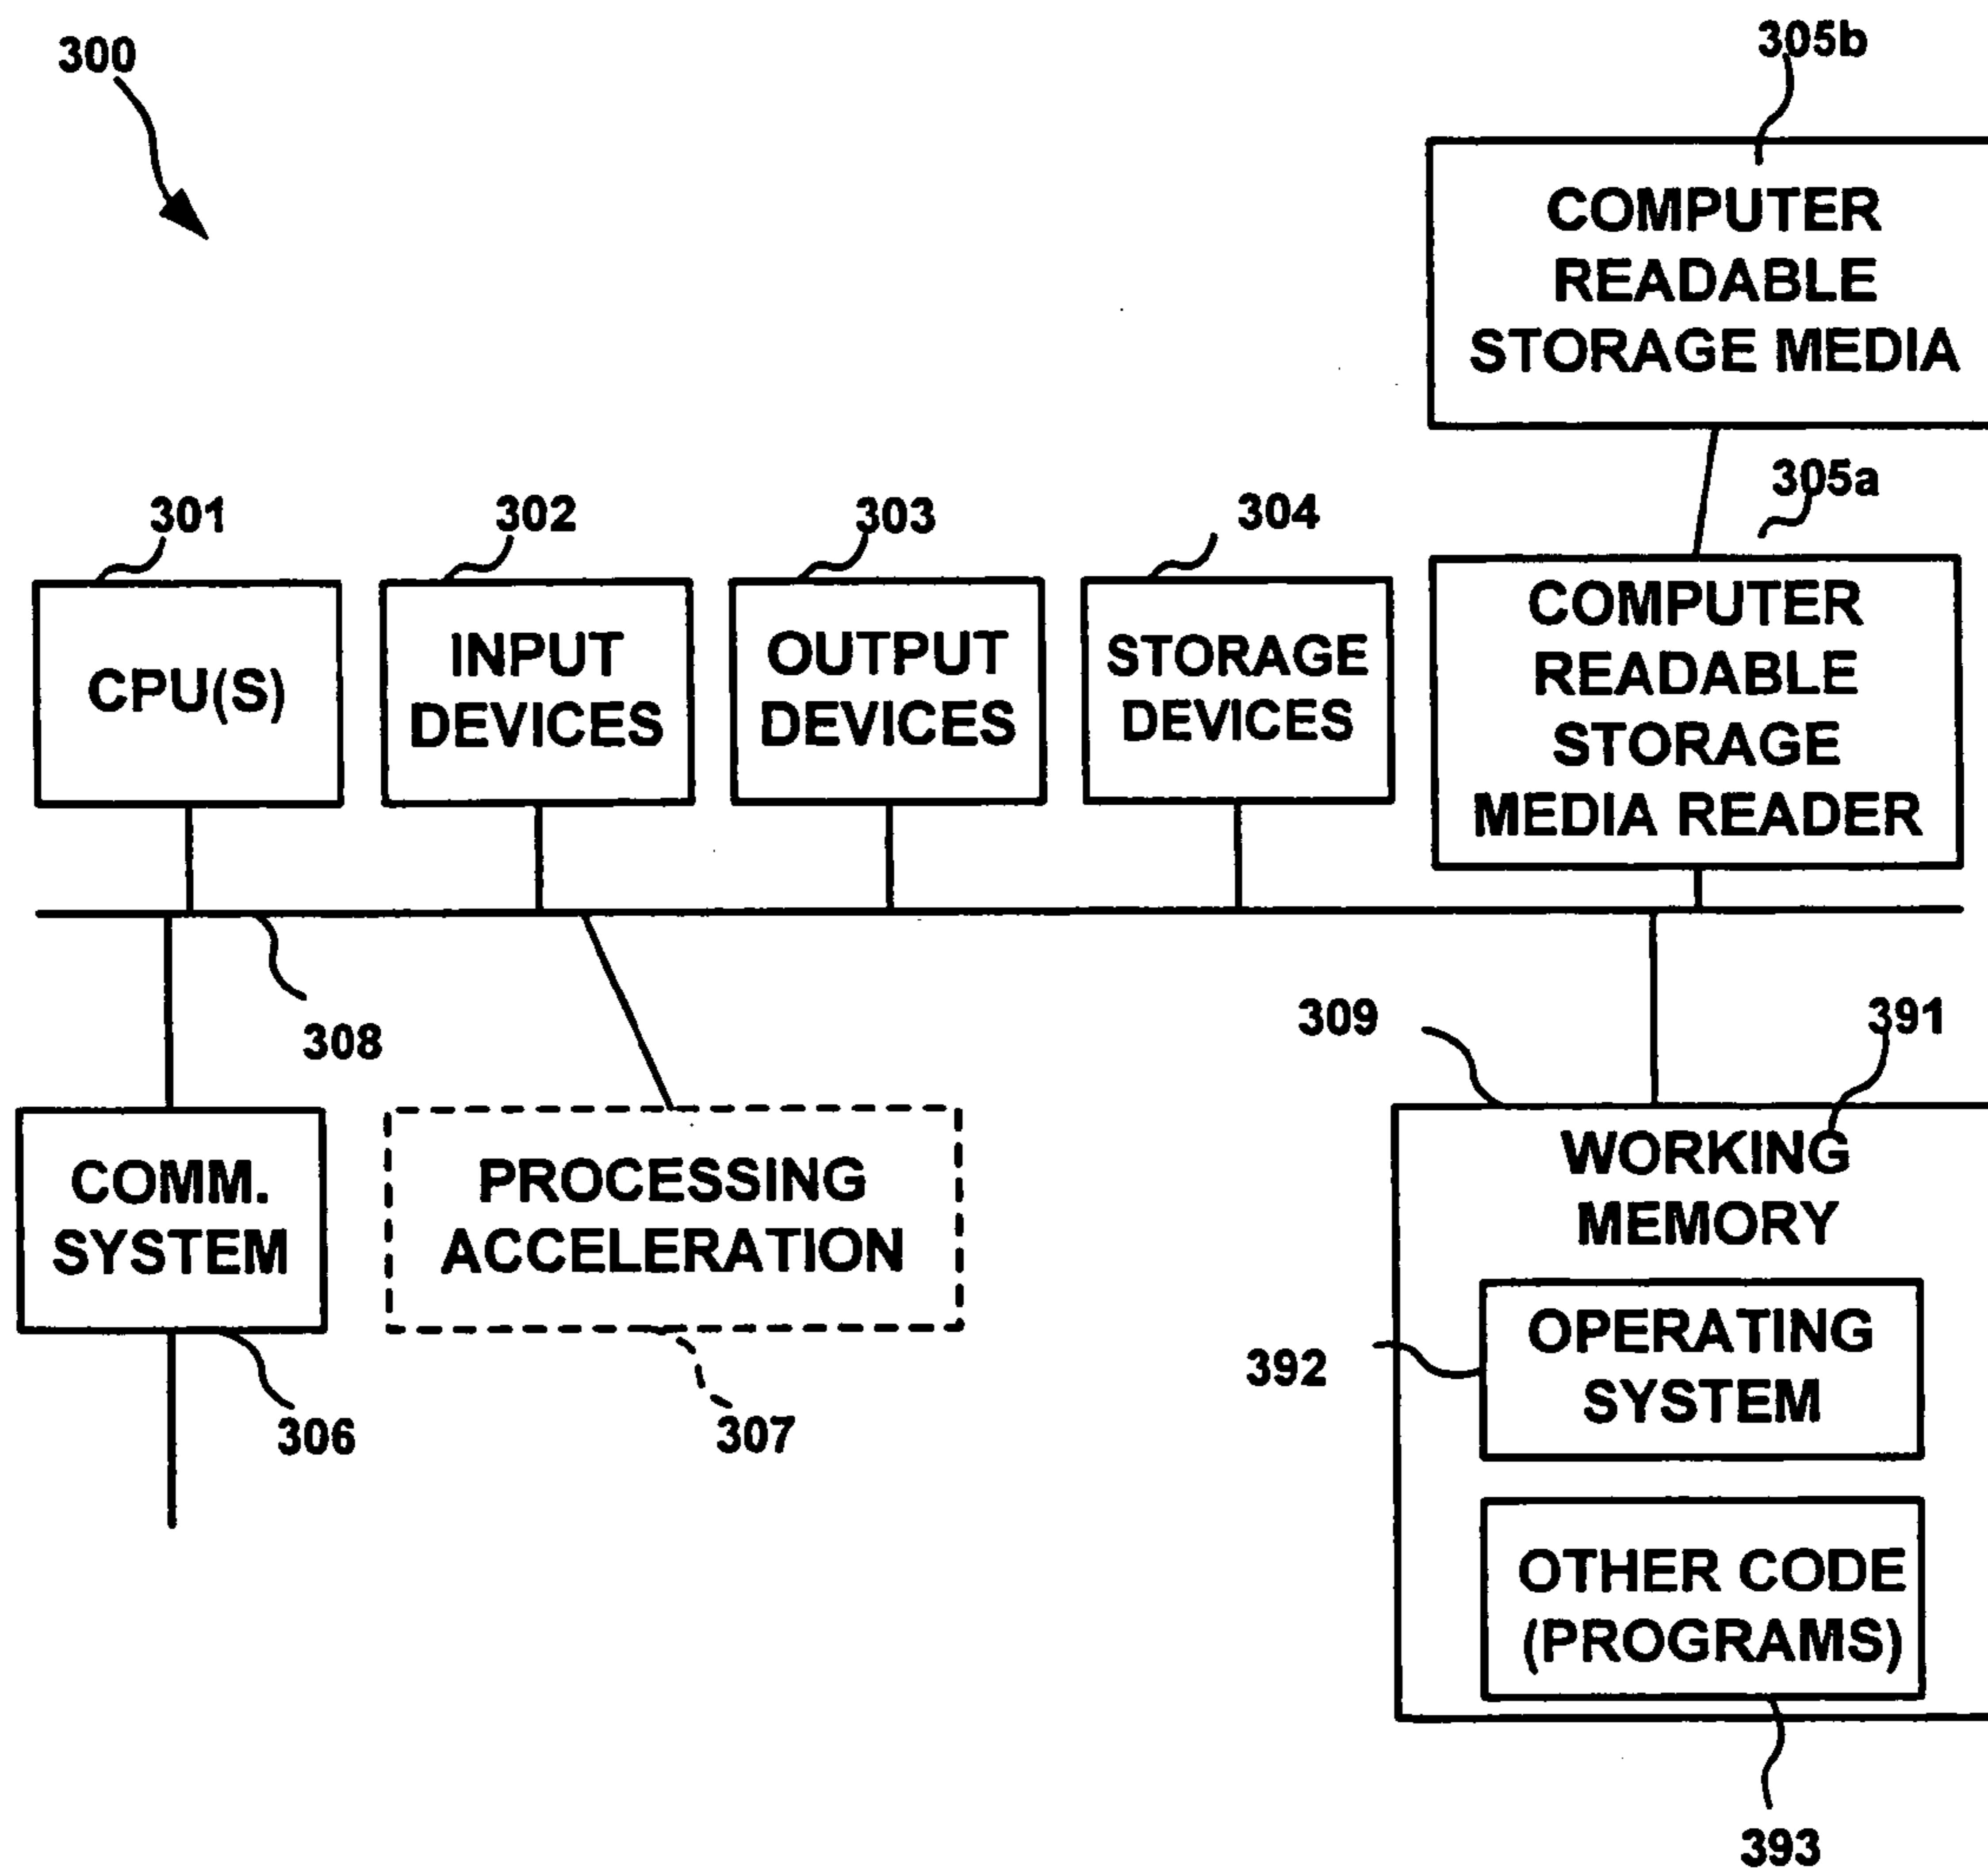 300
305b
COMPUTER
READABLE
STORAGE MEDIA
301
302
303
304
305a
CPU(S)
INPUT
DEVICES
OUTPUT
DEVICES
STORAGE
DEVICES
COMPUTER
READABLE
STORAGE
MEDIA READER
308
309
391
COMM.
SYSTEM
PROCESSING
ACCELERATION
WORKING
MEMORY
306
307
392
OPERATING
SYSTEM
OTHER CODE
(PROGRAMS)
393